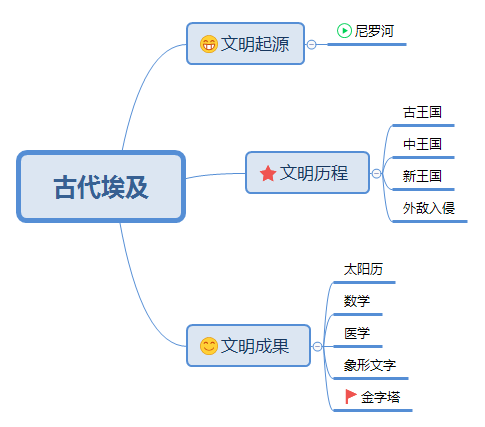 古代埃及
文明起源
尼罗河
文明历程
古王国
中王国
新王国
外敌入侵
文明成果
太阳历
数学
医学
象形文字
金字塔